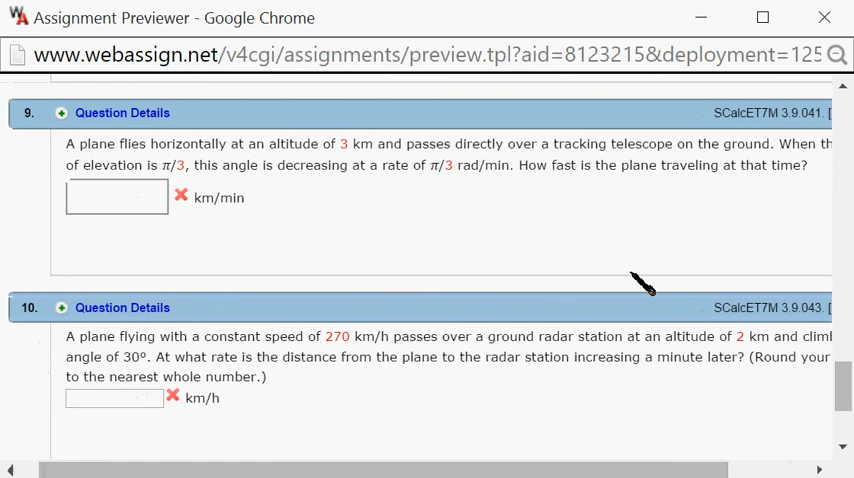 Assignment Previewer - Google Chrome
www.webassign.net/v4cgi/assignments/preview.tpl?aid=8123215&deployment=125
9. Question Details SCalcET7M 3.9.041. [
A plane flies horizontally at an altitude of 3 km and passes directly over a tracking telescope on the ground. When th
of elevation is π/3, this angle is decreasing at a rate of π/3 rad/min. How fast is the plane traveling at that time?
km/min
10. Question Details SCalcET7M 3.9.043. [
A plane flying with a constant speed of 270 km/h passes over a ground radar station at an altitude of 2 km and climb
angle of 30º. At what rate is the distance from the plane to the radar station increasing a minute later? (Round your
to the nearest whole number.)
km/h